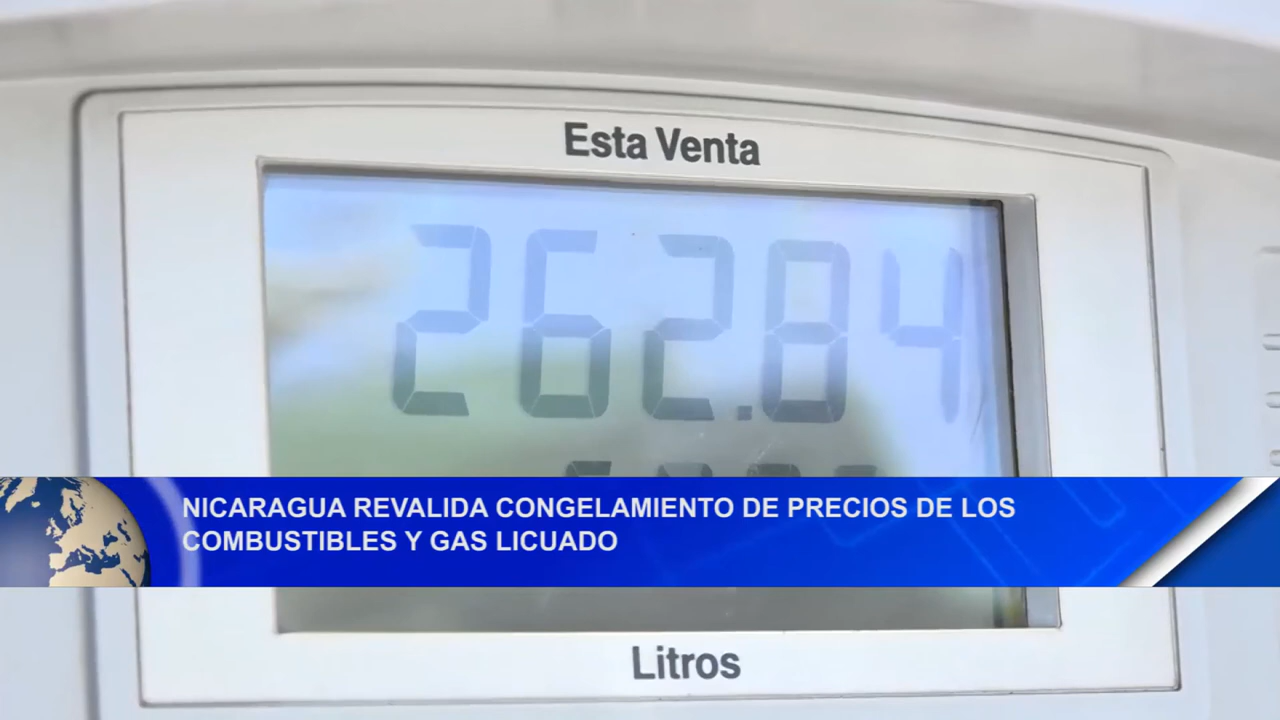 Esta Venta
262.84
NICARAGUA REVALIDA CONGELAMIENTO DE PRECIOS DE LOS
COMBUSTIBLES Y GAS LICUADO
Litros